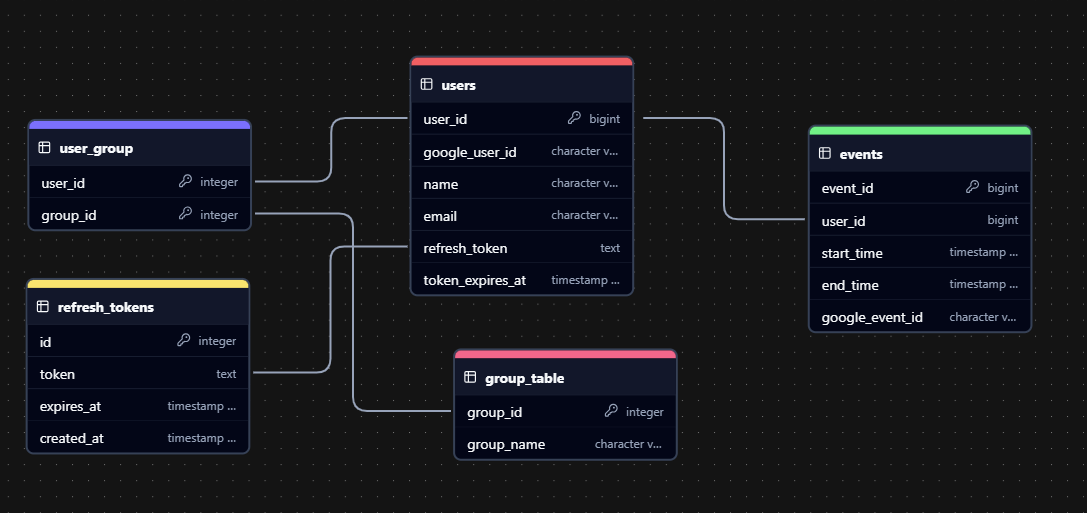 users
user_id bigint
google_user_id character v...
name character v...
email character v...
refresh_token text
token_expires_at timestamp ...
user_group
user_id integer
group_id integer
events
event_id bigint
user_id bigint
start_time timestamp ...
end_time timestamp ...
google_event_id character v...
refresh_tokens
id integer
token text
expires_at timestamp ...
created_at timestamp ...
group_table
group_id integer
group_name character v...